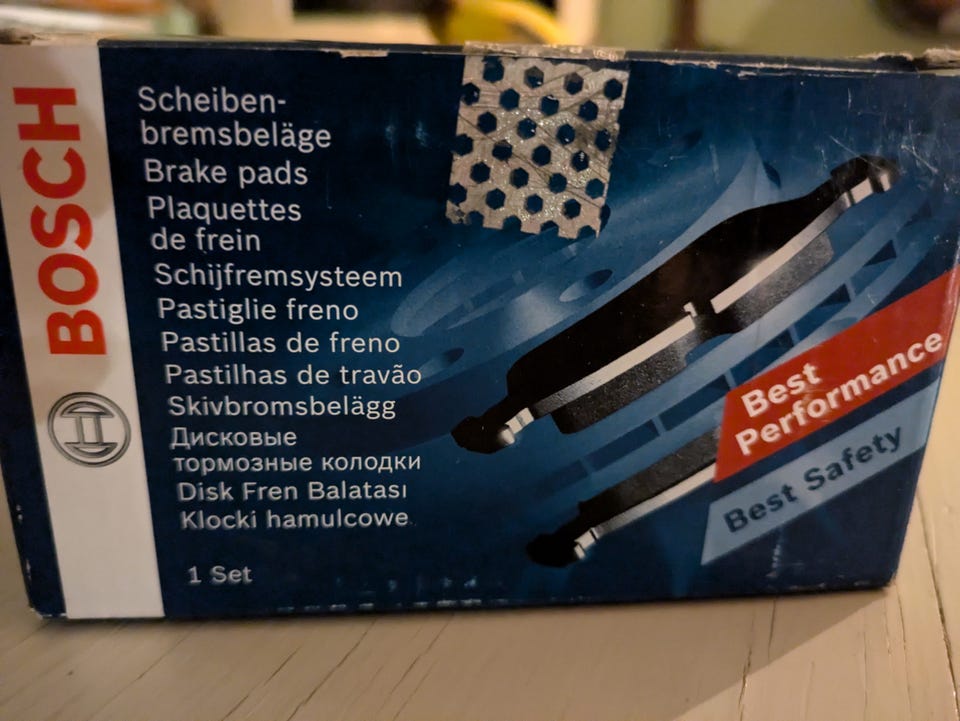 BOSCH
Scheiben-
bremsbeläge
Brake pads
Plaquettes
de frein
Schijfremsysteem
Pastiglie freno
Pastillas de freno
Pastilhas de travão
Skivbromsbelägg
Дисковые
тормозные колодки
Disk Fren Balatası
Klocki hamulcowe
1 Set
Best
Performance
Best Safety